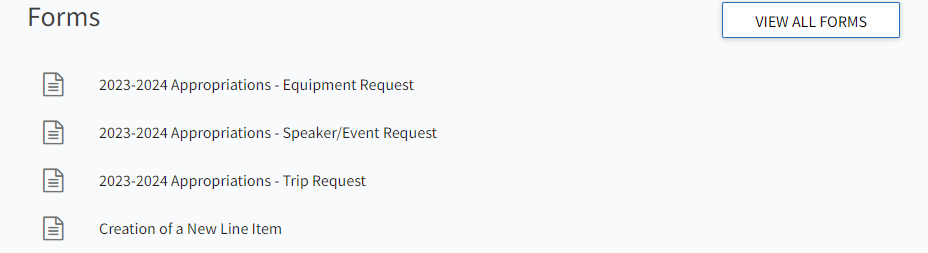 Forms
VIEW ALL FORMS
2023-2024 Appropriations - Equipment Request
2023-2024 Appropriations - Speaker/Event Request
2023-2024 Appropriations - Trip Request
Creation of a New Line Item